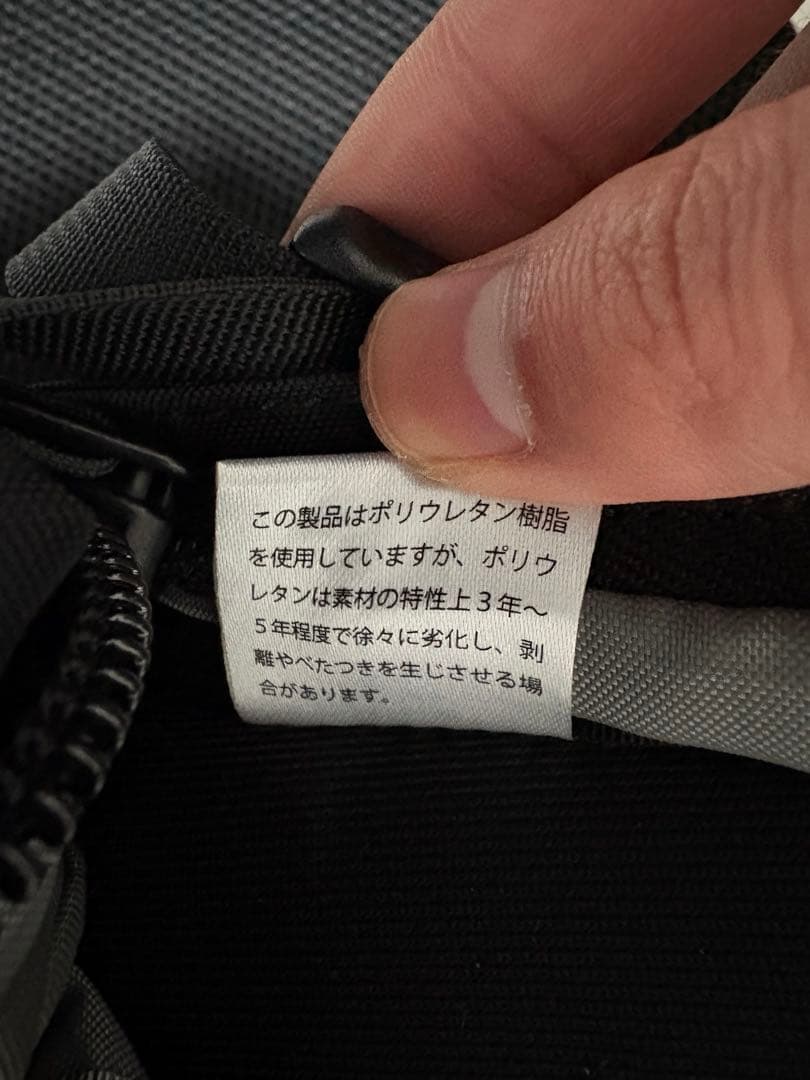 この製品はポリウレタン樹脂
を使用していますが、ポリウ
レタンは素材の特性上３年～
５年程度で徐々に劣化し、剥
離やべたつきを生じさせる場
合があります。